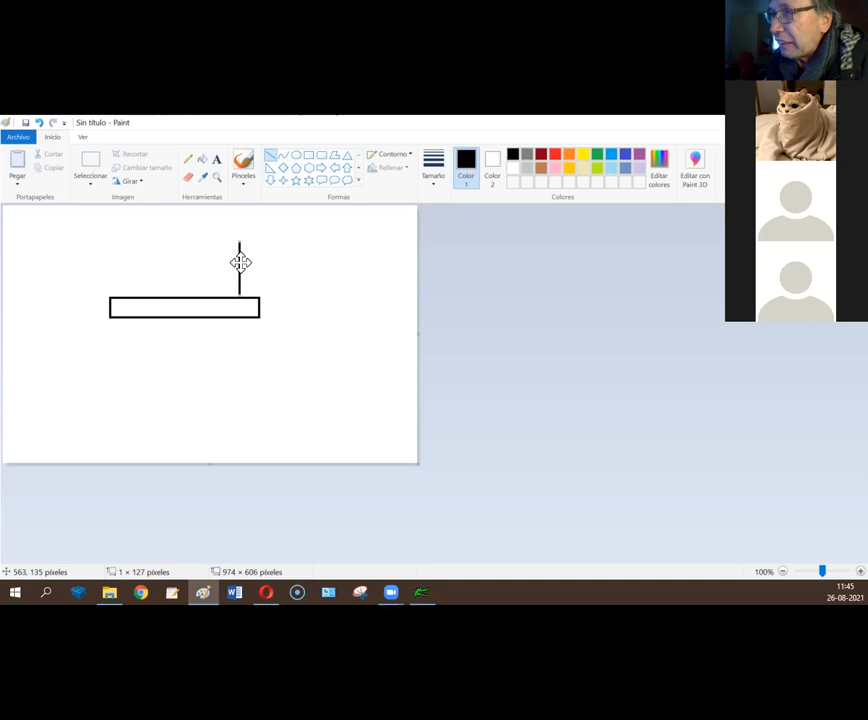 Sin título - Paint
Archivo Inicio Ver
Pegar
Cortar
Copiar
Portapapeles
Seleccionar
Recortar
Cambiar tamaño
Girar
Imagen
A
Herramientas
Pinceles
Contorno
Rellenar
Formas
Tamaño
Color 1
Color 2
Editar colores
Colores
Editar con Paint 3D
563, 135 píxeles 1 × 127 píxeles 974 × 606 píxeles 100%
11:45
26-08-2021